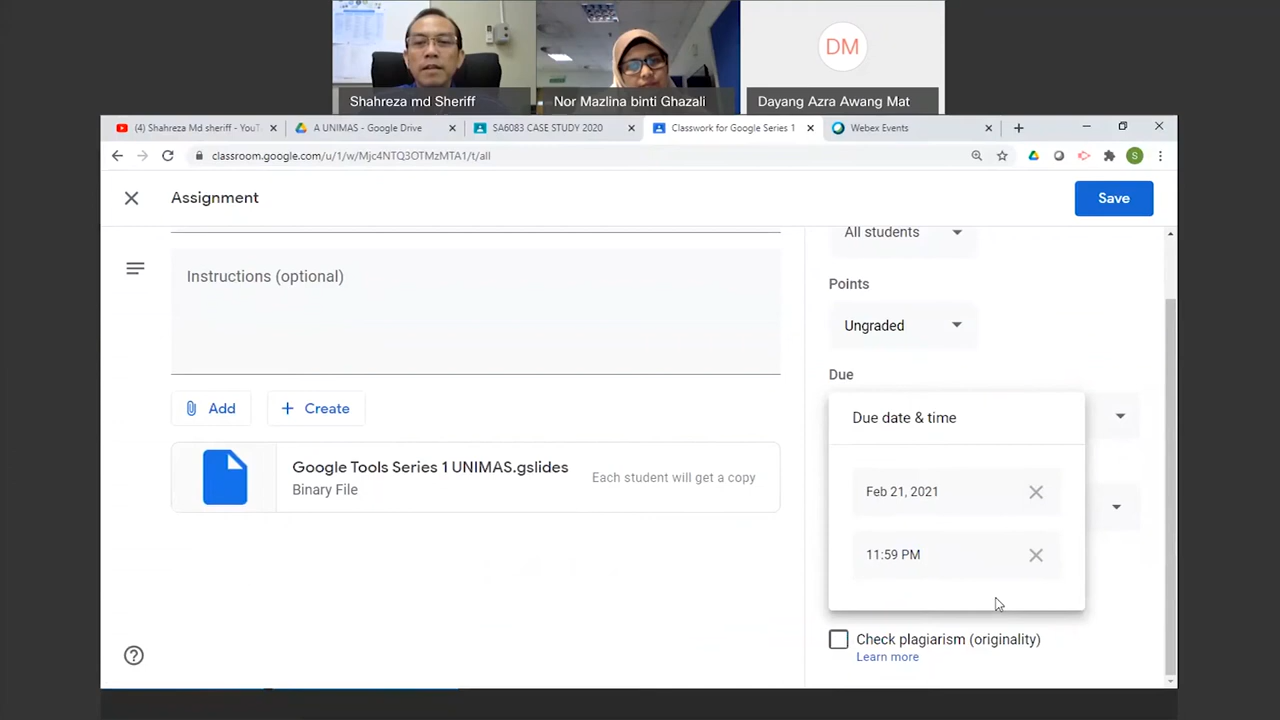 DM
Shahreza md Sheriff
Nor Mazlina binti Ghazali
Dayang Azra Awang Mat
(4) Shahreza Md sheriff - YouT
A UNIMAS - Google Drive
SA6083 CASE STUDY 2020
Classwork for Google Series 1
Webex Events
classroom.google.com/u/1/w/Mjc4NTQ3OTMzMTA1/t/all
S
Assignment
Save
All students
Instructions (optional)
Points
Ungraded
Due
Add
Create
Due date & time
Google Tools Series 1 UNIMAS.gslides
Binary File
Each student will get a copy
Feb 21, 2021
11:59 PM
Check plagiarism (originality)
Learn more